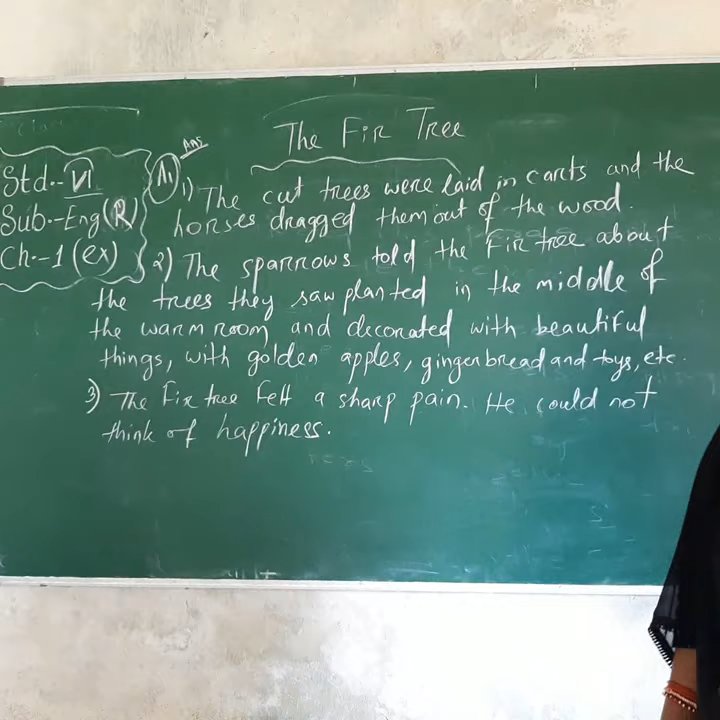 The Fir Tree
Std.- VI
Sub.- Eng (R)
Ch.-1 (ex)
Ans
A. 1) The cut trees were laid in carts and the
horses dragged them out of the wood.
2) The sparrows told the Fir tree about
the trees they saw planted in the middle of
the warm room and decorated with beautiful
things, with golden apples, gingerbread and toys, etc.
3) The Fir tree felt a sharp pain. He could not
think of happiness.